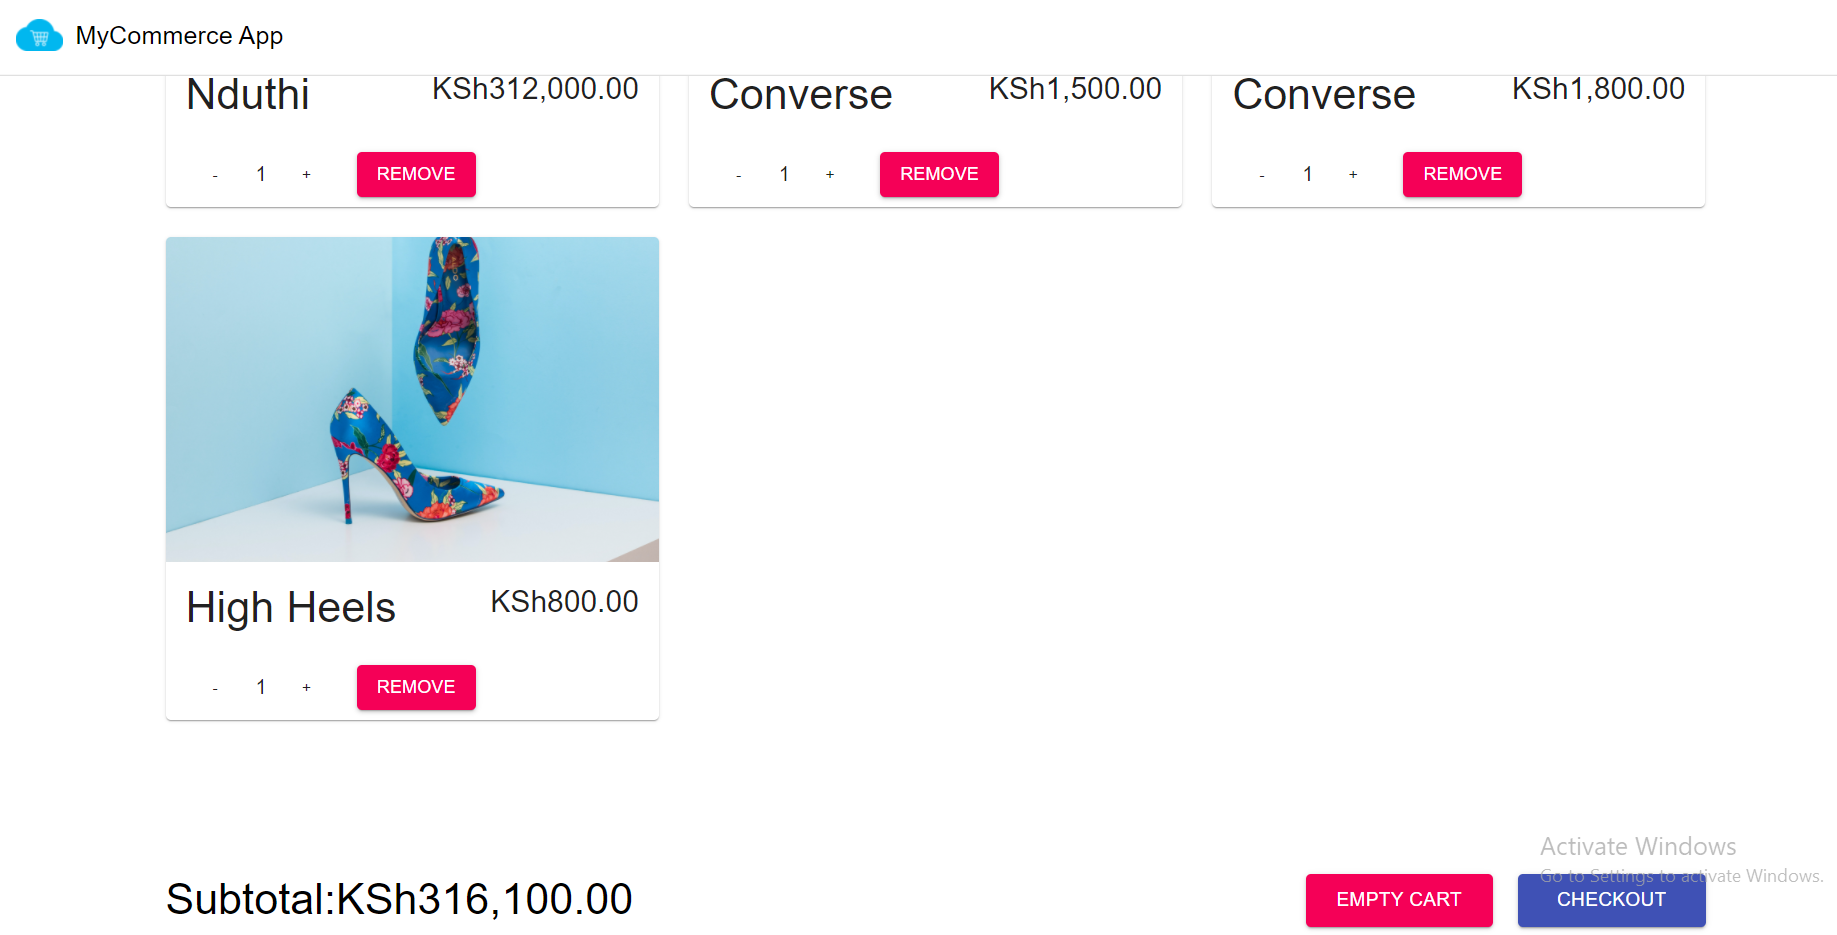 MyCommerce App
Nduthi KSh312,000.00
Converse KSh1,500.00
Converse KSh1,800.00
- 1 + REMOVE
- 1 + REMOVE
- 1 + REMOVE
High Heels KSh800.00
- 1 + REMOVE
Activate Windows
Go to Settings to activate Windows.
Subtotal:KSh316,100.00
EMPTY CART
CHECKOUT